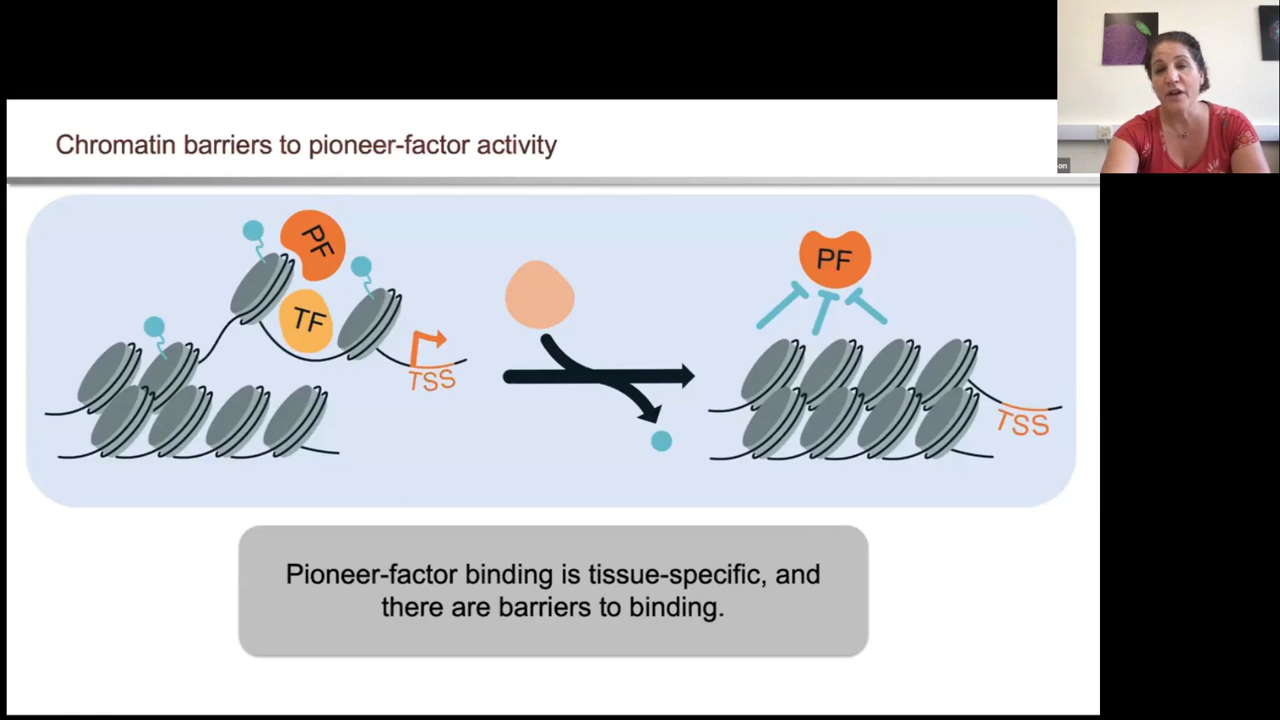 Chromatin barriers to pioneer-factor activity
on
PF
TF
TSS
PF
TSS
Pioneer-factor binding is tissue-specific, and
there are barriers to binding.